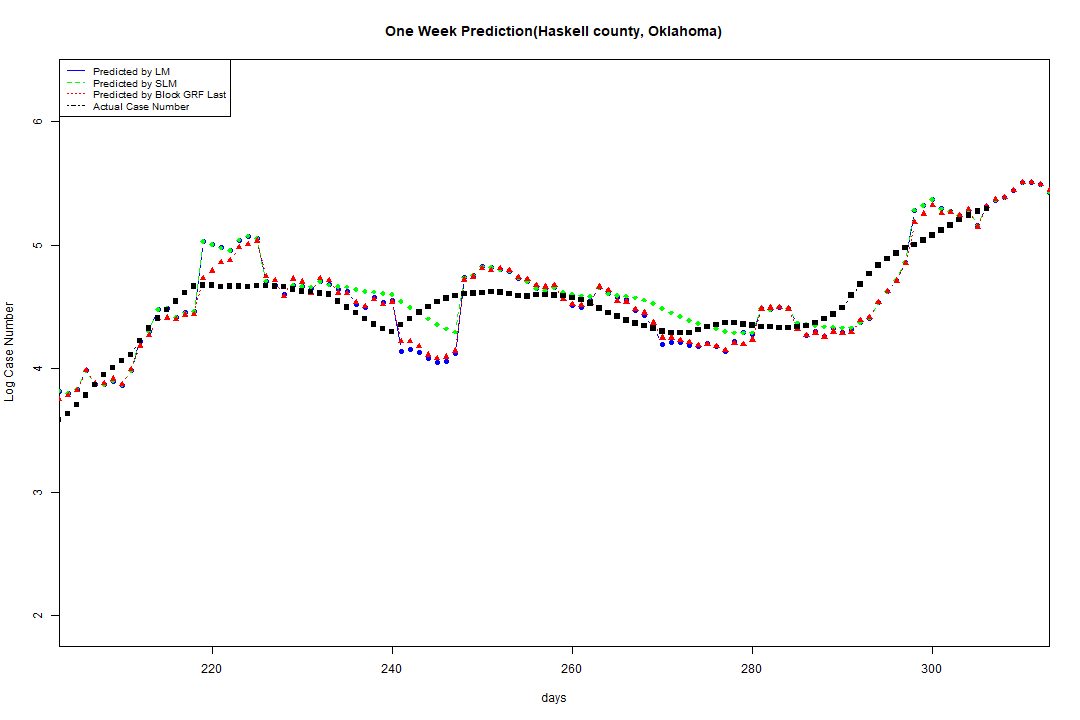 One Week Prediction(Haskell county, Oklahoma)
Predicted by LM
Predicted by SLM
Predicted by Block GRF Last
Actual Case Number
6
5
4
3
2
Log Case Number
220 240 260 280 300
days